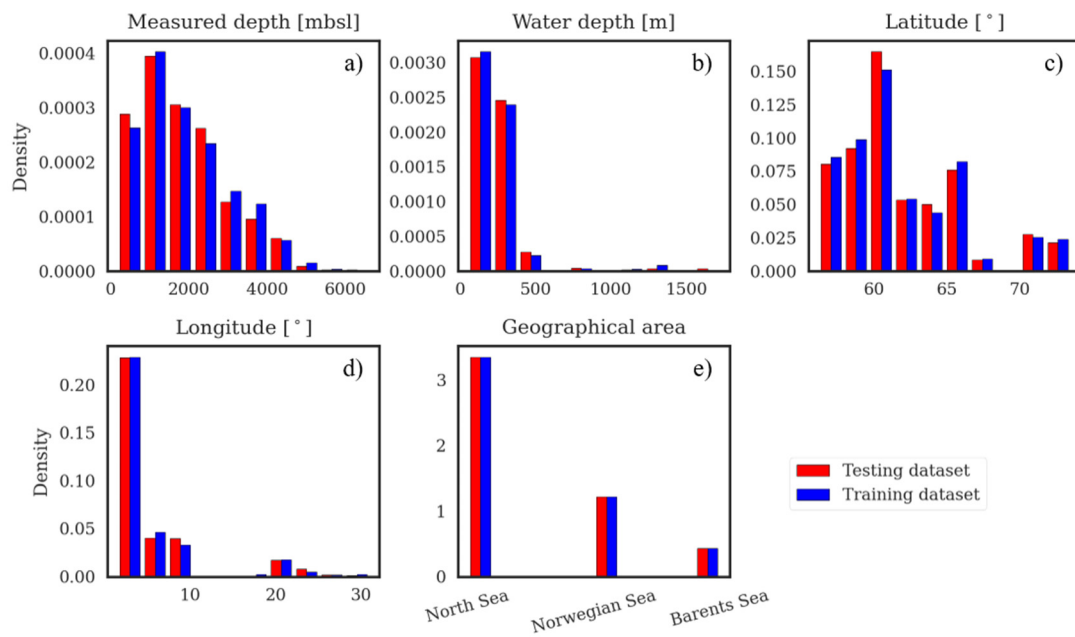 Measured depth [mbsl]
Water depth [m]
Latitude [°]
a)
b)
c)
Density
0.0004
0.0003
0.0002
0.0001
0.0000
0 2000 4000 6000
0.0030
0.0025
0.0020
0.0015
0.0010
0.0005
0.0000
0 500 1000 1500
0.150
0.125
0.100
0.075
0.050
0.025
0.000
60 65 70
Longitude [°]
Geographical area
d)
e)
Density
0.20
0.15
0.10
0.05
0.00
10 20 30
3
2
1
0
North Sea
Norwegian Sea
Barents Sea
Testing dataset
Training dataset